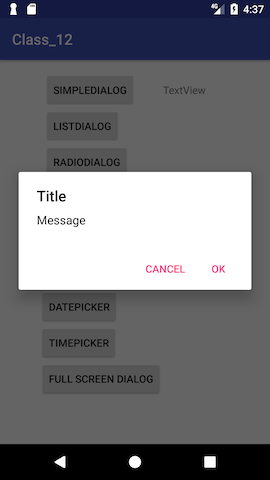 4G 4:37
Class_12
SIMPLEDIALOG TextView
LISTDIALOG
RADIODIALOG
Title
Message
CANCEL OK
DATEPICKER
TIMEPICKER
FULL SCREEN DIALOG